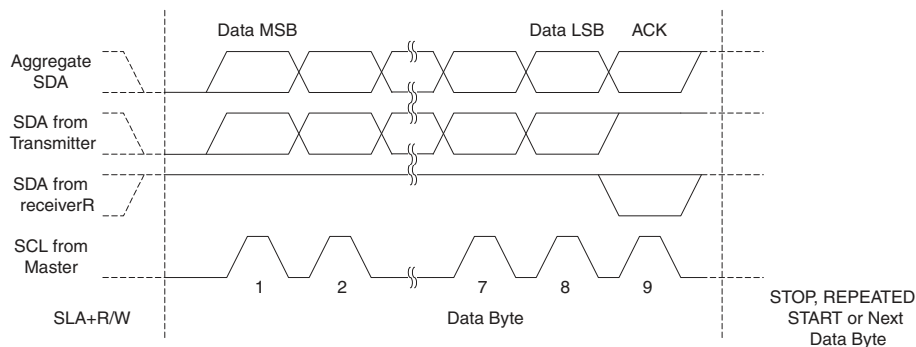 Data MSB
Data LSB
ACK
Aggregate
SDA
SDA from
Transmitter
SDA from
receiverR
SCL from
Master
1
2
7
8
9
SLA+R/W
Data Byte
STOP, REPEATED
START or Next
Data Byte